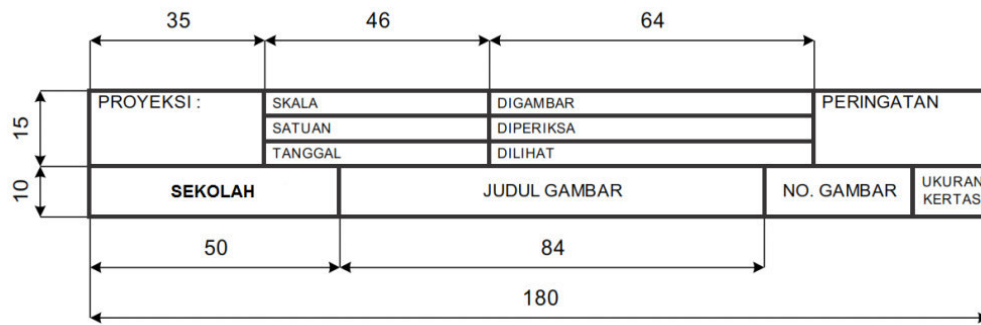 35 46 64
PROYEKSI : SKALA DIGAMBAR PERINGATAN
15 SATUAN DIPERIKSA
TANGGAL DILIHAT
10 SEKOLAH JUDUL GAMBAR NO. GAMBAR UKURAN
KERTAS
50 84
180